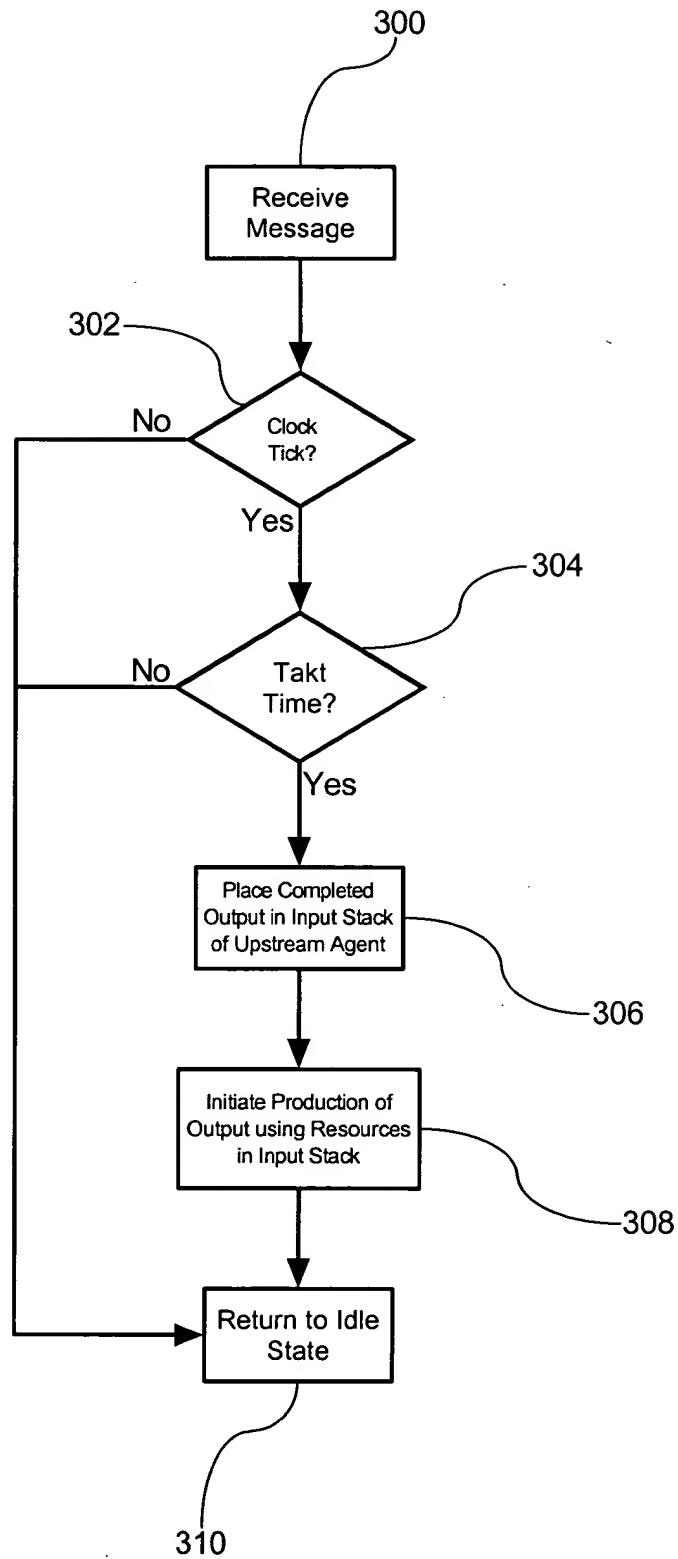 300
Receive
Message
302
No
Clock
Tick?
Yes
304
No
Takt
Time?
Yes
Place Completed
Output in Input Stack
of Upstream Agent
306
Initiate Production of
Output using Resources
in Input Stack
308
Return to Idle
State
310